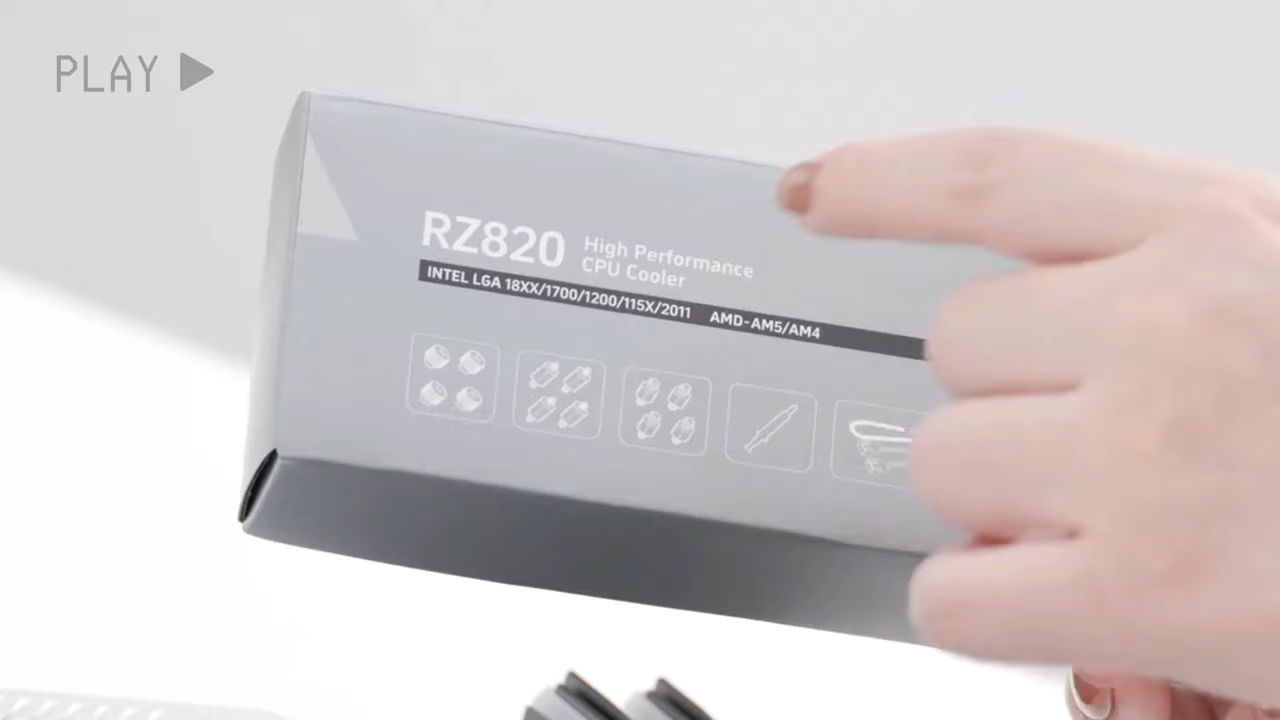 PLAY
RZ820
High Performance
CPU Cooler
INTEL LGA 18XX/1700/1200/115X/2011 AMD-AM5/AM4